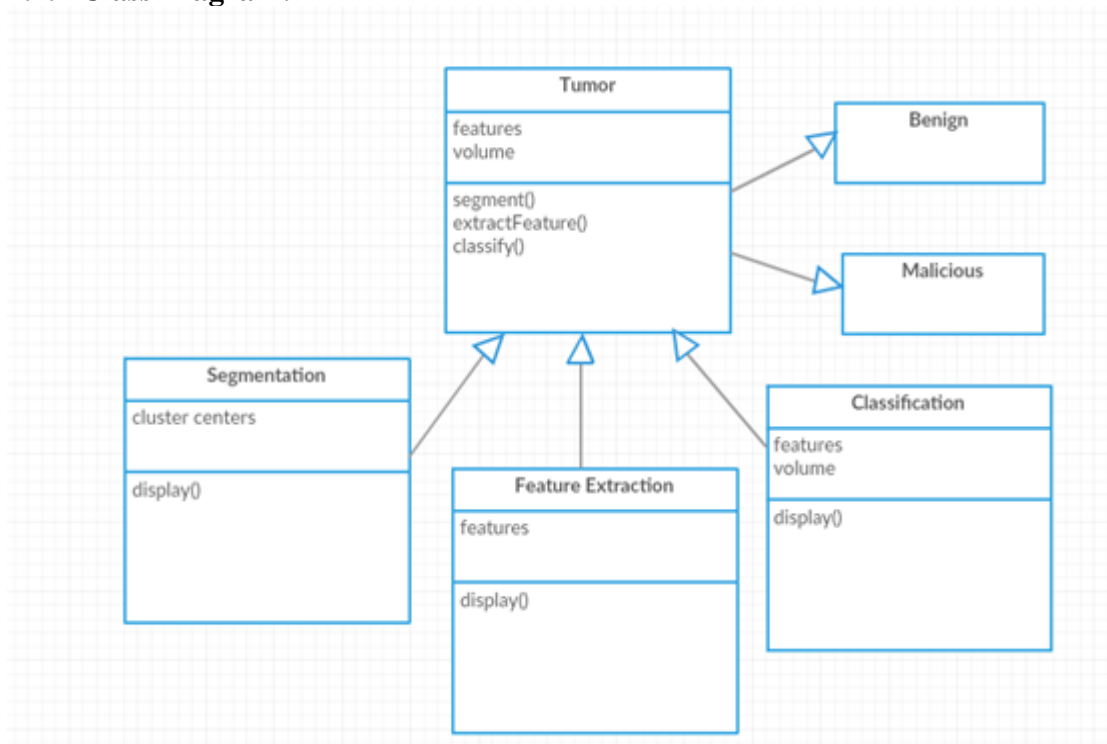 Tumor
features
volume
segment()
extractFeature()
classify()
Benign
Malicious
Segmentation
cluster centers
display()
Feature Extraction
features
display()
Classification
features
volume
display()